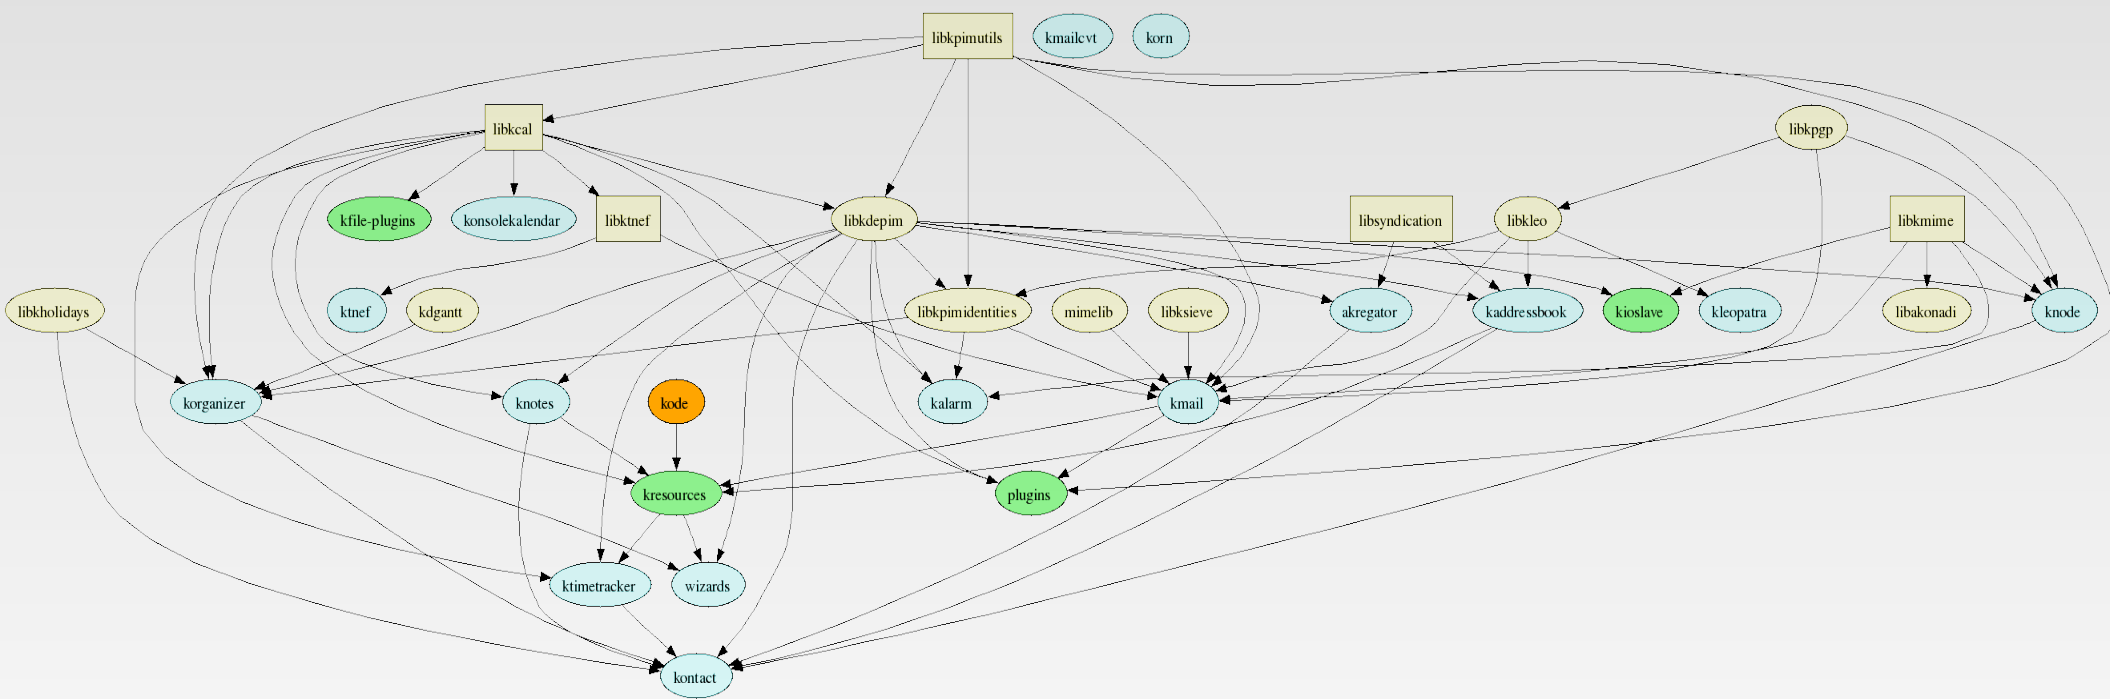 libkpimutils
kmailcvt
korn
libkcal
libkpgp
kfile-plugins
konsolekalendar
libktnef
libkdepim
libsyndication
libkleo
libkmime
libkholidays
ktnef
kdgantt
libkpimidentities
mimelib
libksieve
akregator
kaddressbook
kioslave
kleopatra
libakonadi
knode
korganizer
knotes
kode
kalarm
kmail
kresources
plugins
ktimetracker
wizards
kontact